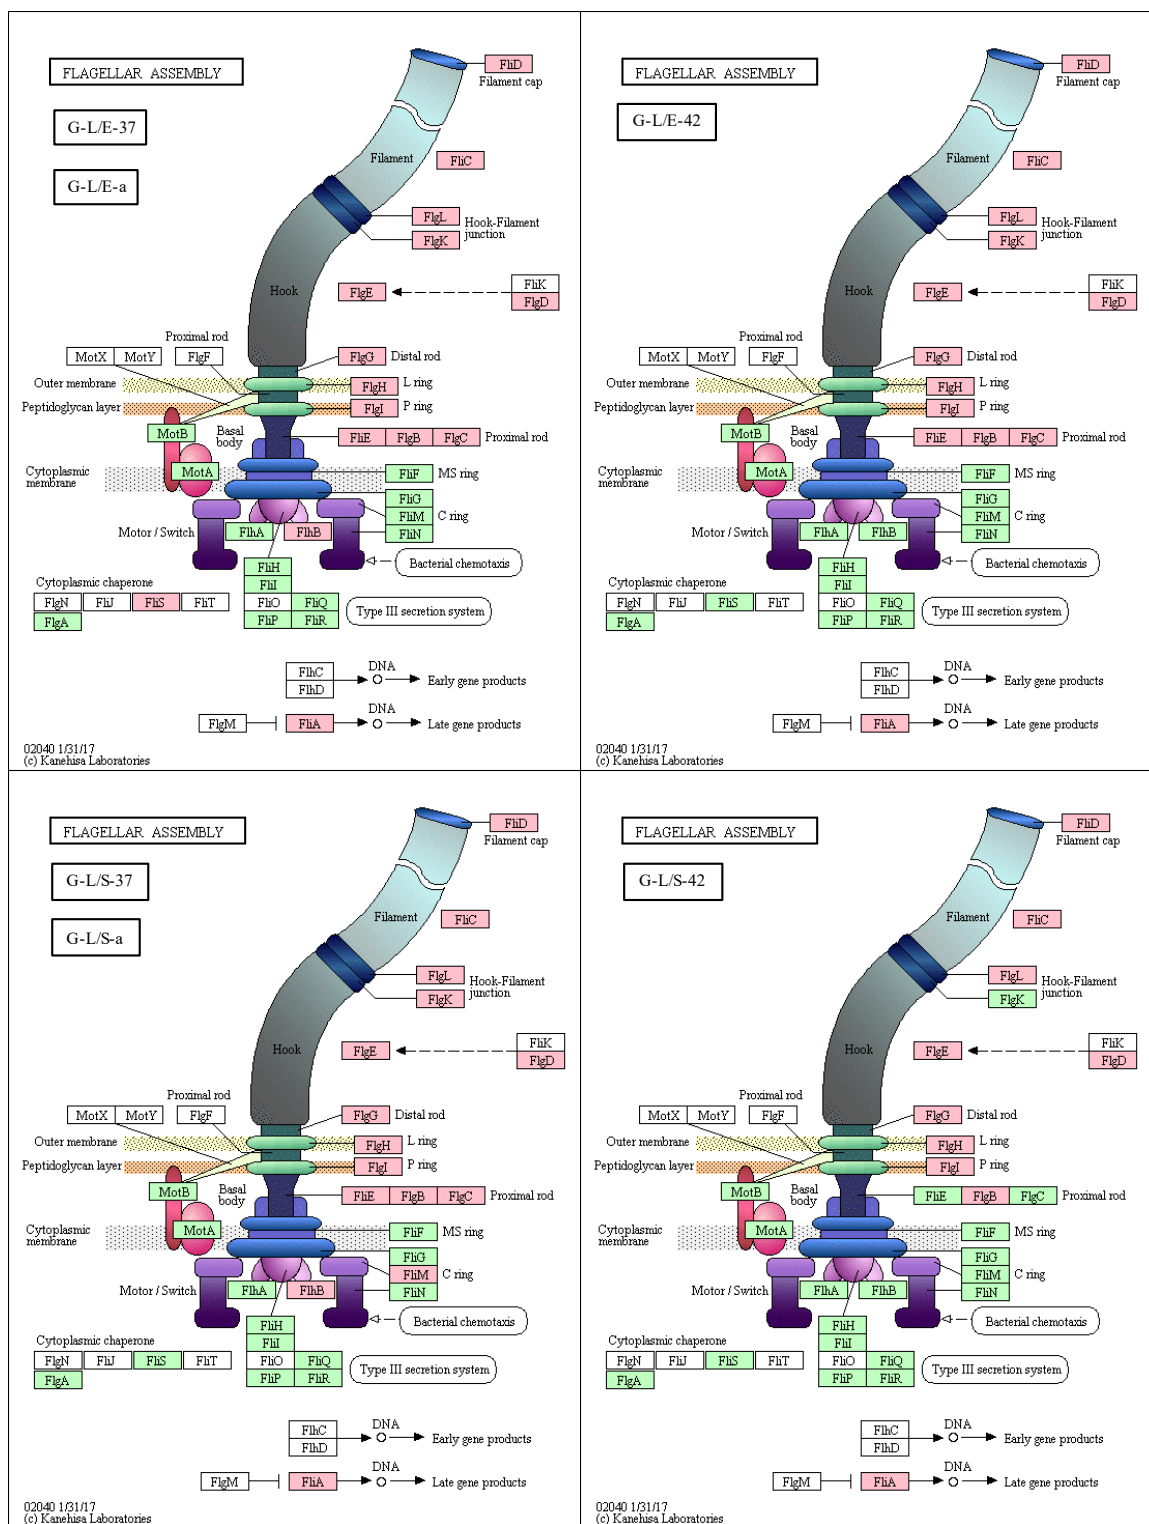 FLAGELLAR ASSEMBLY
G-L/E-37
G-L/E-a
FliD
Filament cap
Filament
FliC
FlgL
FlgK
Hook-Filament
junction
Hook
FlgE
FliK
FlgD
Proximal rod
MotX MotY FlgF
FlgG Distal rod
Outer membrane
FlgH L ring
Peptidoglycan layer
FlgI P ring
MotB
Basal
body
FliE FlgB FlgC Proximal rod
Cytoplasmic
membrane
MotA
FliF MS ring
FliG
FliM C ring
FliN
Motor / Switch
FlhA FlhB
Bacterial chemotaxis
FliH
FliI
FliO FliQ
FliP FliR
Type III secretion system
Cytoplasmic chaperone
FlgN FliJ FliS FliT
FlgA
FlhC
FlhD
DNA
Early gene products
FlgM FliA
DNA
Late gene products
02040 1/31/17
(c) Kanehisa Laboratories
FLAGELLAR ASSEMBLY
G-L/E-42
FliD
Filament cap
Filament
FliC
FlgL
FlgK
Hook-Filament
junction
Hook
FlgE
FliK
FlgD
Proximal rod
MotX MotY FlgF
FlgG Distal rod
Outer membrane
FlgH L ring
Peptidoglycan layer
FlgI P ring
MotB
Basal
body
FliE FlgB FlgC Proximal rod
Cytoplasmic
membrane
MotA
FliF MS ring
FliG
FliM C ring
FliN
Motor / Switch
FlhA FlhB
Bacterial chemotaxis
FliH
FliI
FliO FliQ
FliP FliR
Type III secretion system
Cytoplasmic chaperone
FlgN FliJ FliS FliT
FlgA
FlhC
FlhD
DNA
Early gene products
FlgM FliA
DNA
Late gene products
02040 1/31/17
(c) Kanehisa Laboratories
FLAGELLAR ASSEMBLY
G-L/S-37
G-L/S-a
FliD
Filament cap
Filament
FliC
FlgL
FlgK
Hook-Filament
junction
Hook
FlgE
FliK
FlgD
Proximal rod
MotX MotY FlgF
FlgG Distal rod
Outer membrane
FlgH L ring
Peptidoglycan layer
FlgI P ring
MotB
Basal
body
FliE FlgB FlgC Proximal rod
Cytoplasmic
membrane
MotA
FliF MS ring
FliG
FliM C ring
FliN
Motor / Switch
FlhA FlhB
Bacterial chemotaxis
FliH
FliI
FliO FliQ
FliP FliR
Type III secretion system
Cytoplasmic chaperone
FlgN FliJ FliS FliT
FlgA
FlhC
FlhD
DNA
Early gene products
FlgM FliA
DNA
Late gene products
02040 1/31/17
(c) Kanehisa Laboratories
FLAGELLAR ASSEMBLY
G-L/S-42
FliD
Filament cap
Filament
FliC
FlgL
FlgK
Hook-Filament
junction
Hook
FlgE
FliK
FlgD
Proximal rod
MotX MotY FlgF
FlgG Distal rod
Outer membrane
FlgH L ring
Peptidoglycan layer
FlgI P ring
MotB
Basal
body
FliE FlgB FlgC Proximal rod
Cytoplasmic
membrane
MotA
FliF MS ring
FliG
FliM C ring
FliN
Motor / Switch
FlhA FlhB
Bacterial chemotaxis
FliH
FliI
FliO FliQ
FliP FliR
Type III secretion system
Cytoplasmic chaperone
FlgN FliJ FliS FliT
FlgA
FlhC
FlhD
DNA
Early gene products
FlgM FliA
DNA
Late gene products
02040 1/31/17
(c) Kanehisa Laboratories